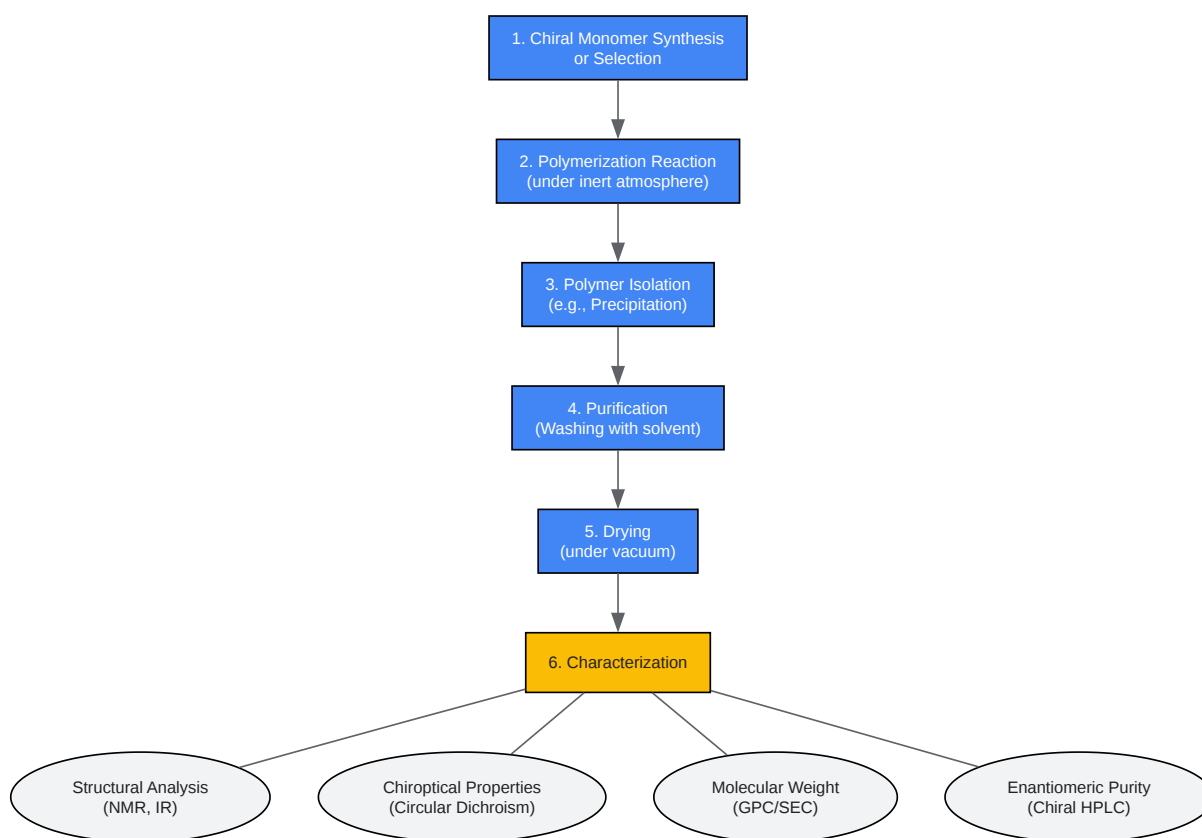 1. Chiral Monomer Synthesis
or Selection
2. Polymerization Reaction
(under inert atmosphere)
3. Polymer Isolation
(e.g., Precipitation)
4. Purification
(Washing with solvent)
5. Drying
(under vacuum)
6. Characterization
Structural Analysis
(NMR, IR)
Chiroptical Properties
(Circular Dichroism)
Molecular Weight
(GPC/SEC)
Enantiomeric Purity
(Chiral HPLC)